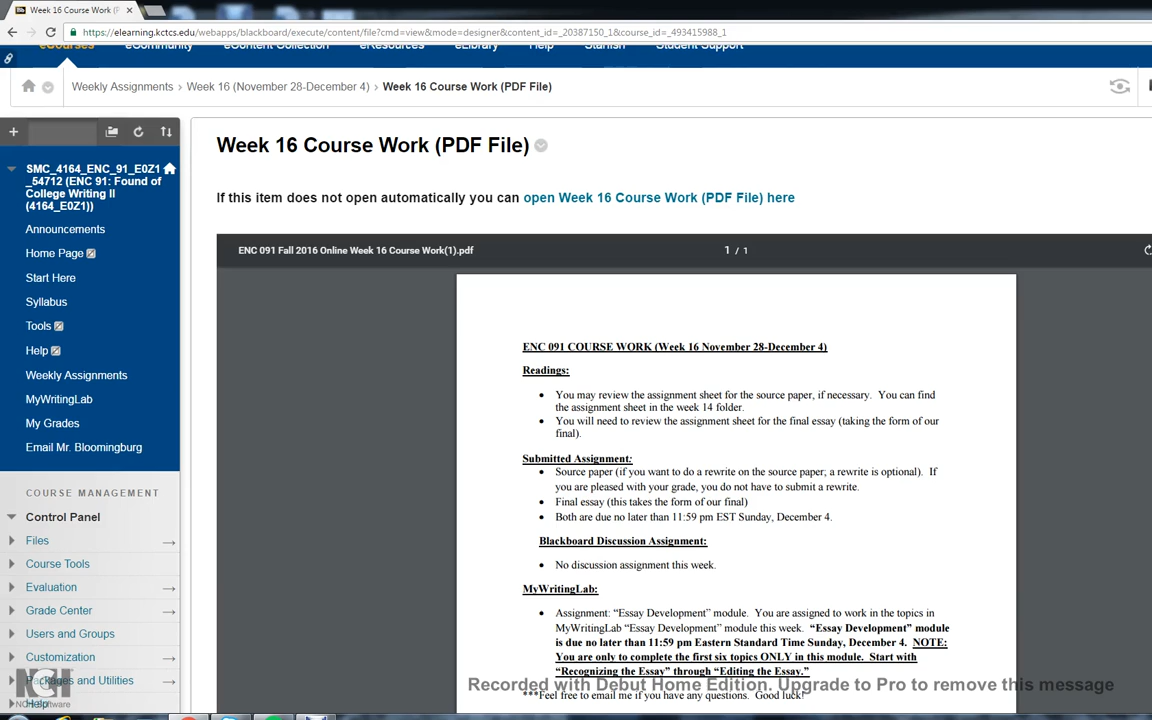 Week 16 Course Work (P
https://elearning.kctcs.edu/webapps/blackboard/execute/content/file?cmd=view&mode=designer&content_id=_20387150_1&course_id=_493415988_1
eCourses eCommunity eContent Collection eResources eLibrary Help Starfish Student Support
Weekly Assignments > Week 16 (November 28-December 4) > Week 16 Course Work (PDF File)
Week 16 Course Work (PDF File)
If this item does not open automatically you can open Week 16 Course Work (PDF File) here
SMC_4164_ENC_91_E0Z1
_54712 (ENC 91: Found of
College Writing II
(4164_E0Z1))
Announcements
Home Page
Start Here
Syllabus
Tools
Help
Weekly Assignments
MyWritingLab
My Grades
Email Mr. Bloomingburg
COURSE MANAGEMENT
Control Panel
Files
Course Tools
Evaluation
Grade Center
Users and Groups
Customization
Packages and Utilities
Help
ENC 091 Fall 2016 Online Week 16 Course Work(1).pdf
1 / 1
ENC 091 COURSE WORK (Week 16 November 28-December 4)
Readings:
• You may review the assignment sheet for the source paper, if necessary. You can find
the assignment sheet in the week 14 folder.
• You will need to review the assignment sheet for the final essay (taking the form of our
final).
Submitted Assignment:
• Source paper (if you want to do a rewrite on the source paper; a rewrite is optional). If
you are pleased with your grade, you do not have to submit a rewrite.
• Final essay (this takes the form of our final)
• Both are due no later than 11:59 pm EST Sunday, December 4.
Blackboard Discussion Assignment:
• No discussion assignment this week.
MyWritingLab:
• Assignment: “Essay Development” module. You are assigned to work in the topics in
MyWritingLab “Essay Development” module this week. “Essay Development” module
is due no later than 11:59 pm Eastern Standard Time Sunday, December 4. NOTE:
You are only to complete the first six topics ONLY in this module. Start with
“Recognizing the Essay” through “Editing the Essay.”
***Feel free to email me if you have any questions. Good luck!
Recorded with Debut Home Edition. Upgrade to Pro to remove this message
NCH
NCH Software